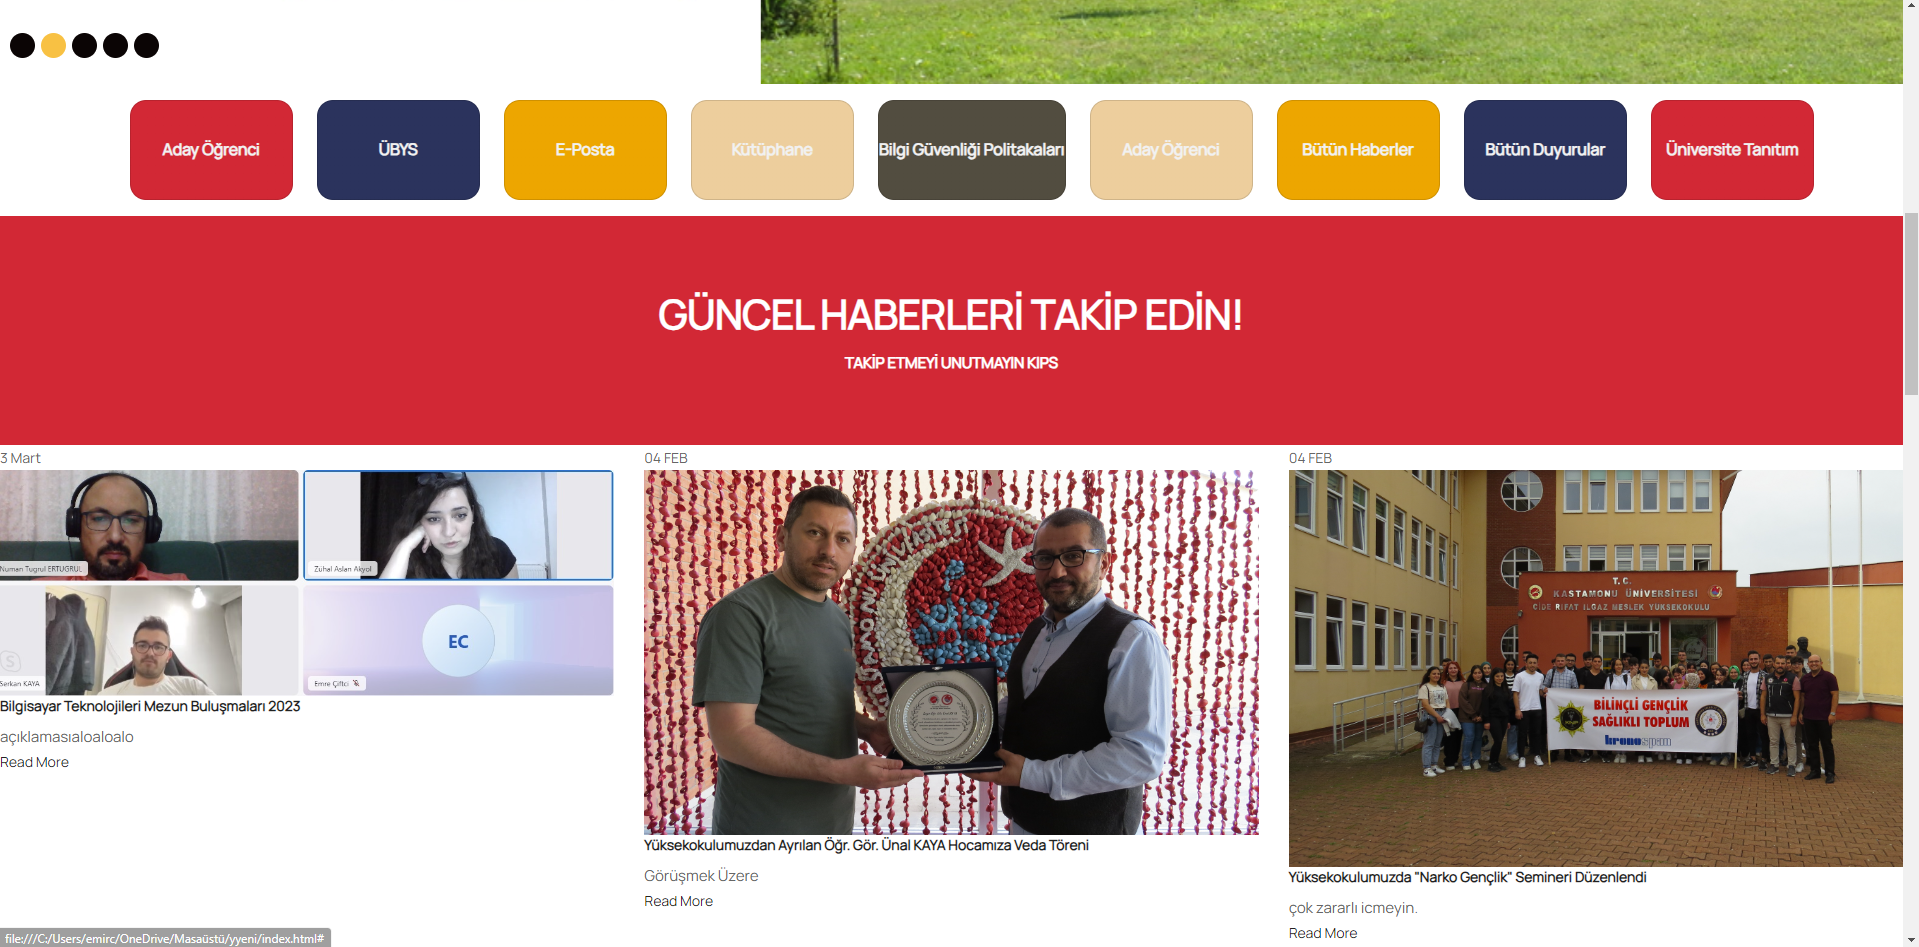 Aday Öğrenci
ÜBYS
E-Posta
Kütüphane
Bilgi Güvenliği Politakaları
Aday Öğrenci
Bütün Haberler
Bütün Duyurular
Üniversite Tanıtım
GÜNCEL HABERLERİ TAKİP EDİN!
TAKİP ETMEYİ UNUTMAYIN KIPS
3 Mart
Numan Tugrul ERTUGRUL
Zühal Aslan Akyol
Serkan KAYA
EC
Emre Çiftci
Bilgisayar Teknolojileri Mezun Buluşmaları 2023
açıklamasıaloaloalo
Read More
04 FEB
Yüksekokulumuzdan Ayrılan Öğr. Gör. Ünal KAYA Hocamıza Veda Töreni
Görüşmek Üzere
Read More
04 FEB
T.C.
KASTAMONU ÜNİVERSİTESİ
CİDE RIFAT ILGAZ MESLEK YÜKSEKOKULU
BİLİNÇLİ GENÇLİK
SAĞLIKLI TOPLUM
kronospan
Yüksekokulumuzda "Narko Gençlik" Semineri Düzenlendi
çok zararlı icmeyin.
Read More
file:///C:/Users/emirc/OneDrive/Masaüstü/yyeni/index.html#